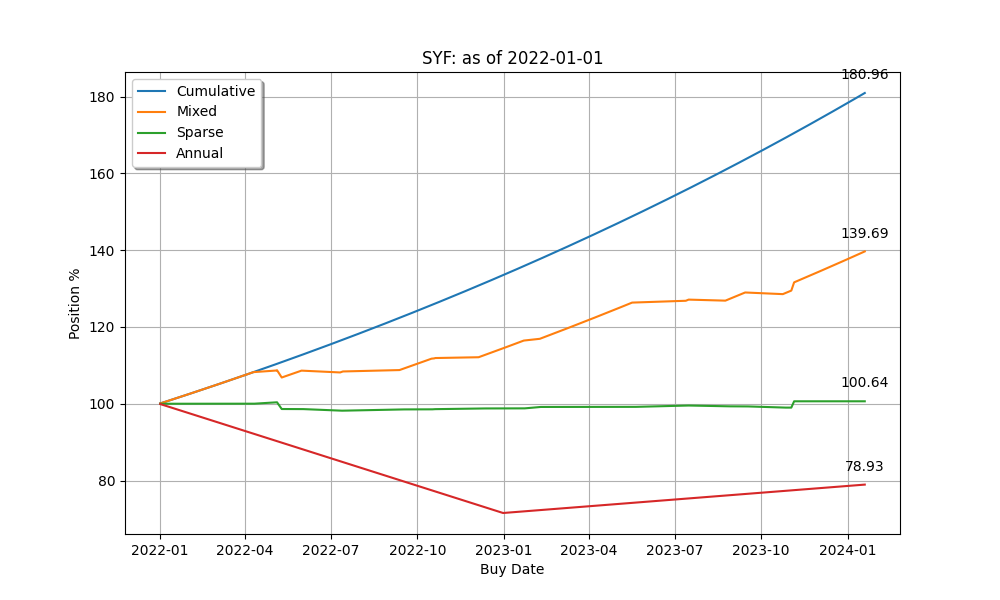 SYF: as of 2022-01-01
180.96
180
Cumulative
Mixed
Sparse
Annual
160
139.69
140
120
100.64
100
78.93
80
Position %
2022-01 2022-04 2022-07 2022-10 2023-01 2023-04 2023-07 2023-10 2024-01
Buy Date